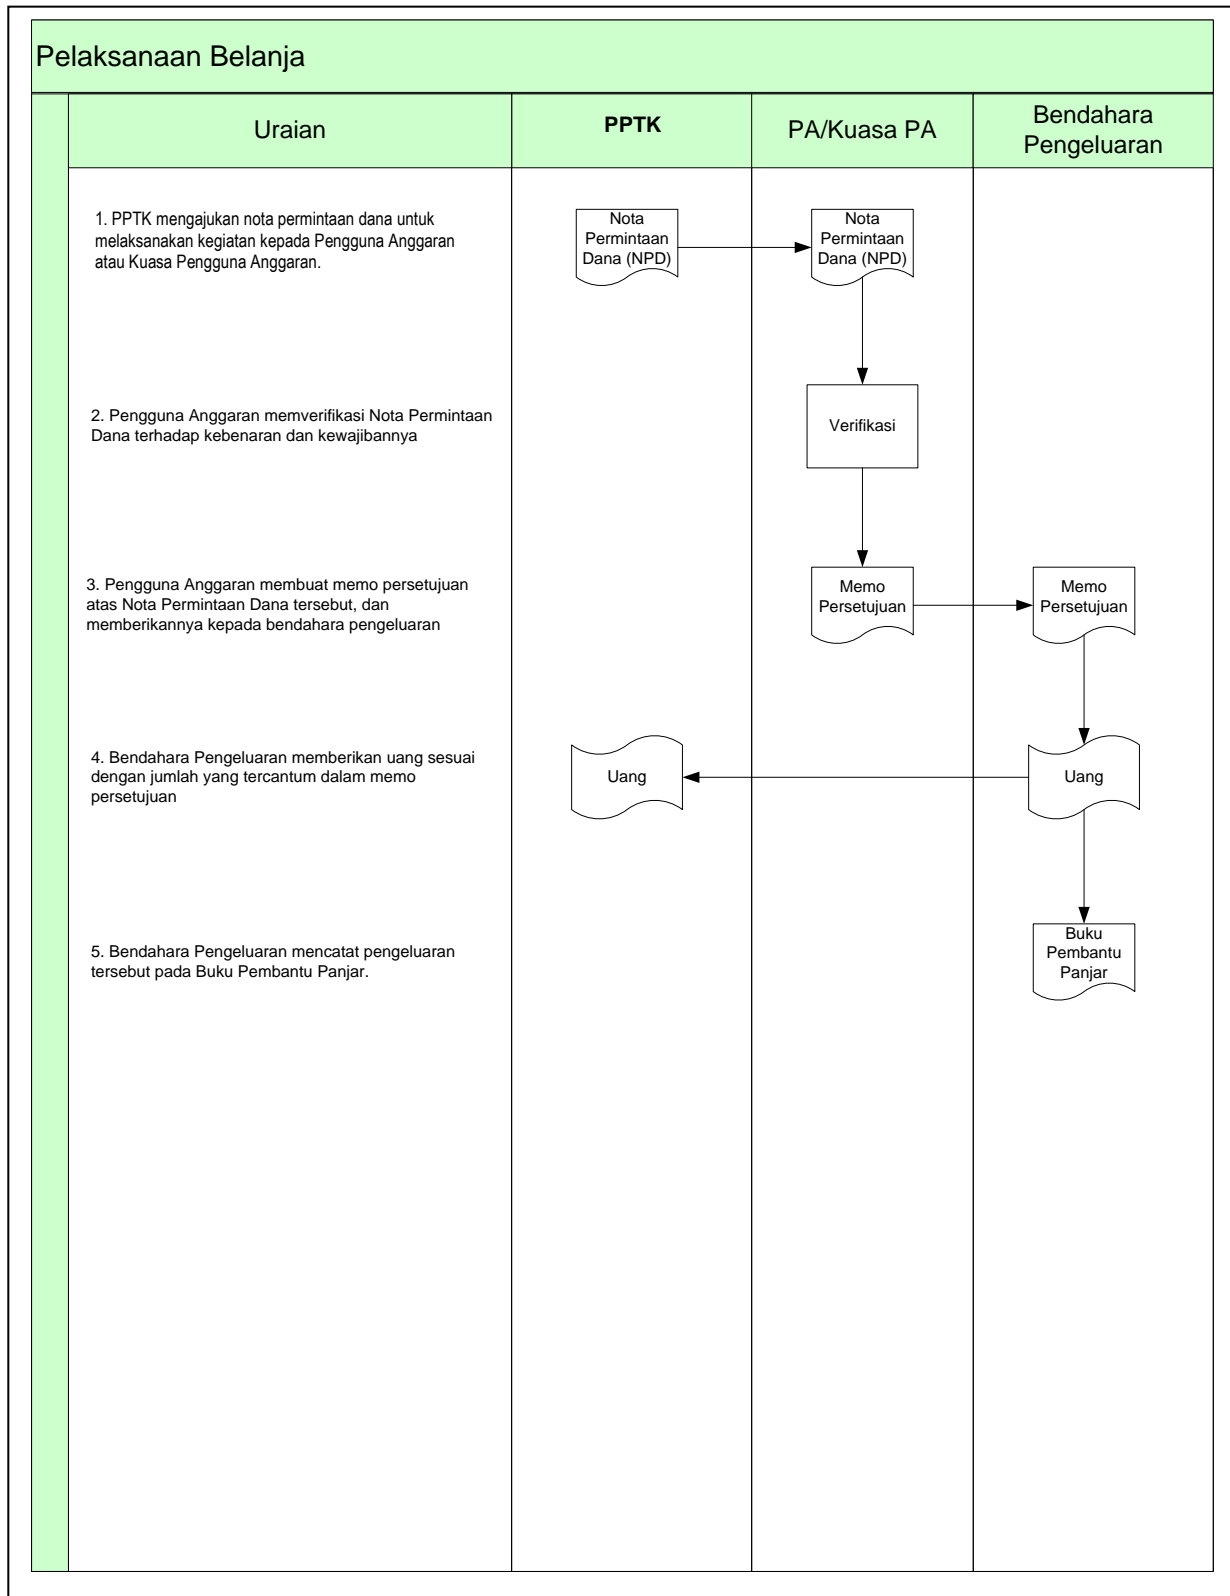 Pelaksanaan Belanja
Uraian
PPTK
PA/Kuasa PA
Bendahara
Pengeluaran
1. PPTK mengajukan nota permintaan dana untuk
melaksanakan kegiatan kepada Pengguna Anggaran
atau Kuasa Pengguna Anggaran.
Nota
Permintaan
Dana (NPD)
Nota
Permintaan
Dana (NPD)
2. Pengguna Anggaran memverifikasi Nota Permintaan
Dana terhadap kebenaran dan kewajibannya
Verifikasi
3. Pengguna Anggaran membuat memo persetujuan
atas Nota Permintaan Dana tersebut, dan
memberikannya kepada bendahara pengeluaran
Memo
Persetujuan
Memo
Persetujuan
4. Bendahara Pengeluaran memberikan uang sesuai
dengan jumlah yang tercantum dalam memo
persetujuan
Uang
Uang
5. Bendahara Pengeluaran mencatat pengeluaran
tersebut pada Buku Pembantu Panjar.
Buku
Pembantu
Panjar